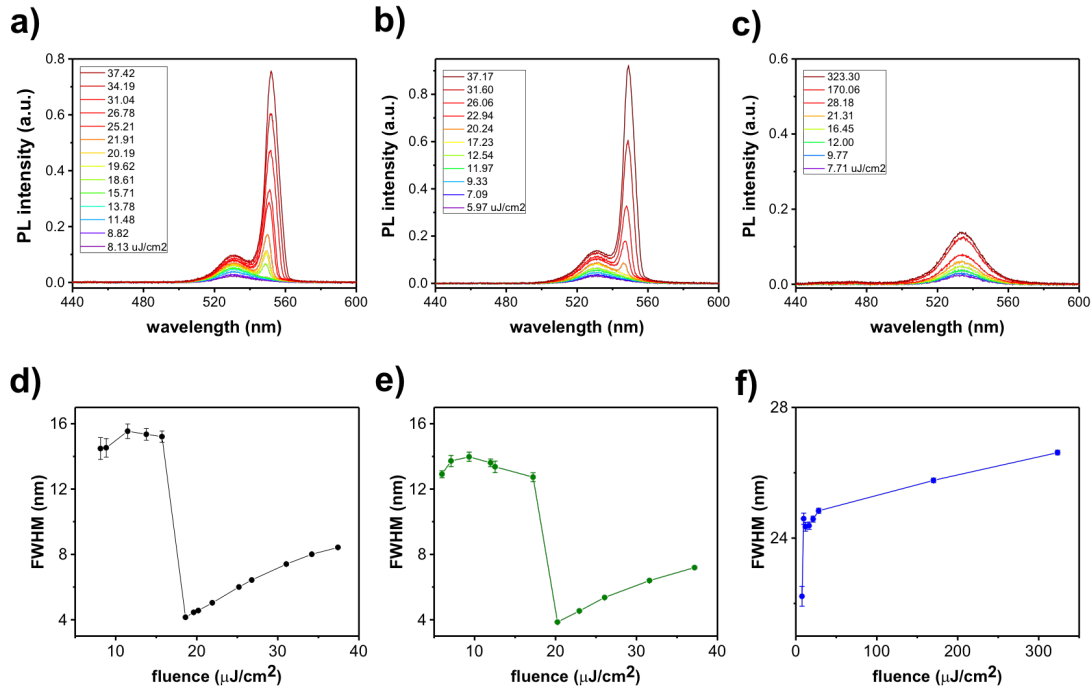 a)
PL intensity (a.u.)
0.8
0.6
0.4
0.2
0.0
37.42
34.19
31.04
26.78
25.21
21.91
20.19
19.62
18.61
15.71
13.78
11.48
8.82
8.13 uJ/cm2
440 480 520 560 600
wavelength (nm)
b)
PL intensity (a.u.)
0.8
0.6
0.4
0.2
0.0
37.17
31.60
26.06
22.94
20.24
17.23
12.54
11.97
9.33
7.09
5.97 uJ/cm2
440 480 520 560 600
wavelength (nm)
c)
PL intensity (a.u.)
0.6
0.4
0.2
0.0
323.30
170.06
28.18
21.31
16.45
12.00
9.77
7.71 uJ/cm2
440 480 520 560 600
wavelength (nm)
d)
FWHM (nm)
16
12
8
4
10 20 30 40
fluence (μJ/cm²)
e)
FWHM (nm)
16
12
8
4
10 20 30 40
fluence (μJ/cm²)
f)
FWHM (nm)
28
24
0 100 200 300
fluence (μJ/cm²)